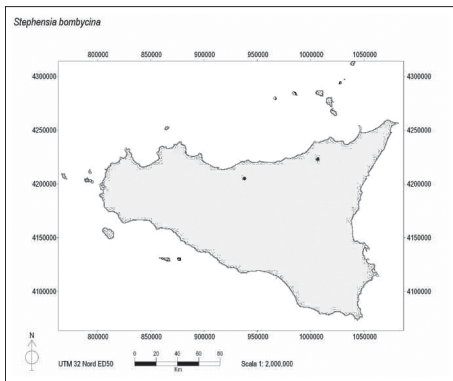 Stephensia bombycina
800000 850000 900000 950000 1000000 1050000
4300000 4300000
4250000 4250000
4200000 4200000
4150000 4150000
4100000 4100000
800000 850000 900000 950000 1000000 1050000
N
UTM 32 Nord ED50
0 20 40 60 80
Km
Scala 1: 2,000,000